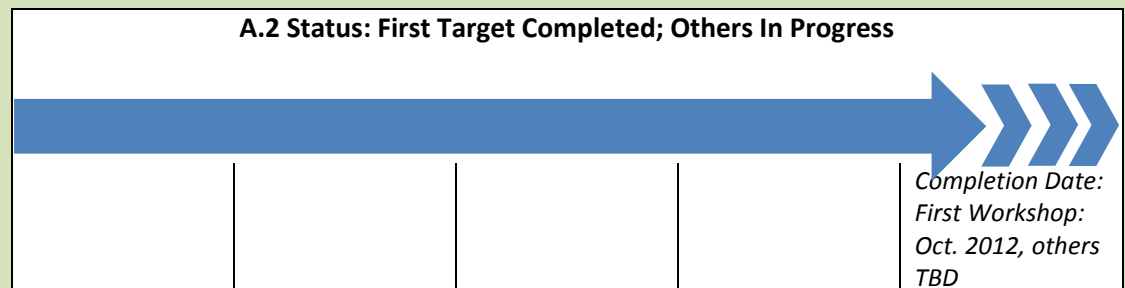 A.2 Status: First Target Completed; Others In Progress
Completion Date:
First Workshop:
Oct. 2012, others
TBD